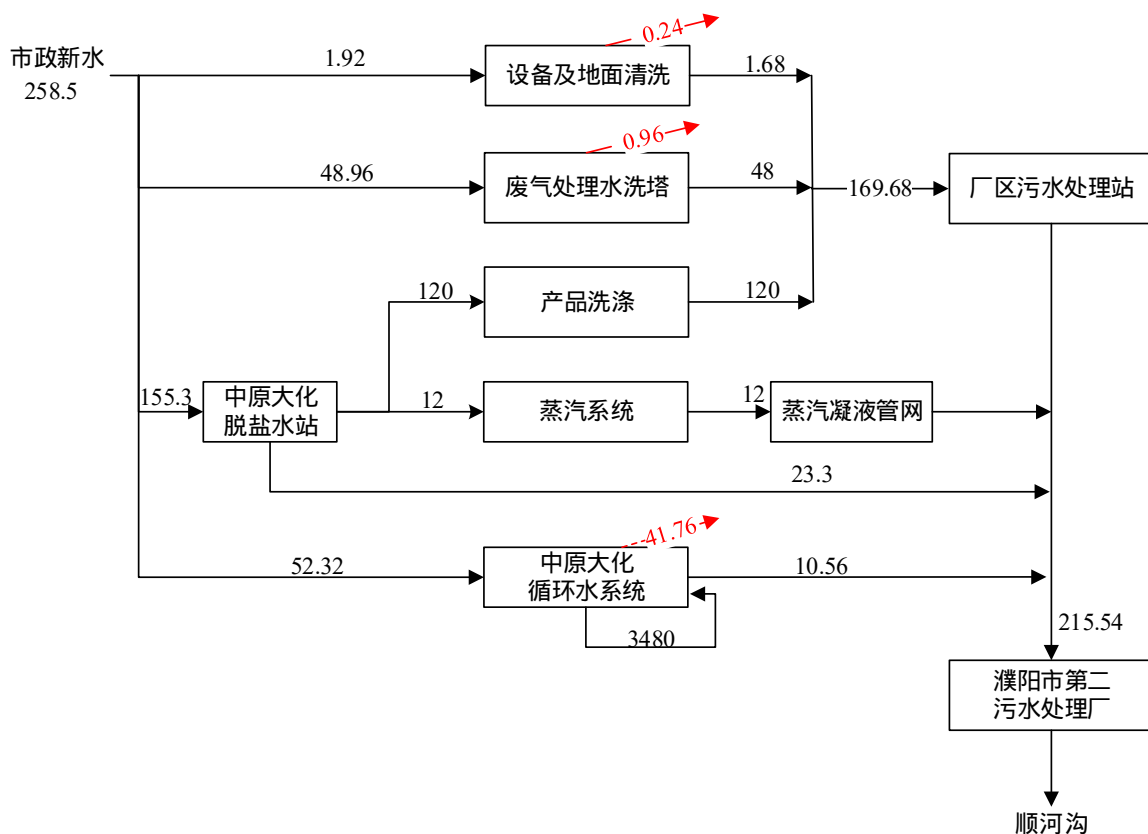 市政新水
258.5
1.92
设备及地面清洗
0.24
1.68
48.96
废气处理水洗塔
0.96
48
169.68
厂区污水处理站
120
产品洗涤
120
155.3
中原大化
脱盐水站
12
蒸汽系统
12
蒸汽凝液管网
23.3
52.32
中原大化
循环水系统
41.76
10.56
3480
215.54
濮阳市第二
污水处理厂
顺河沟